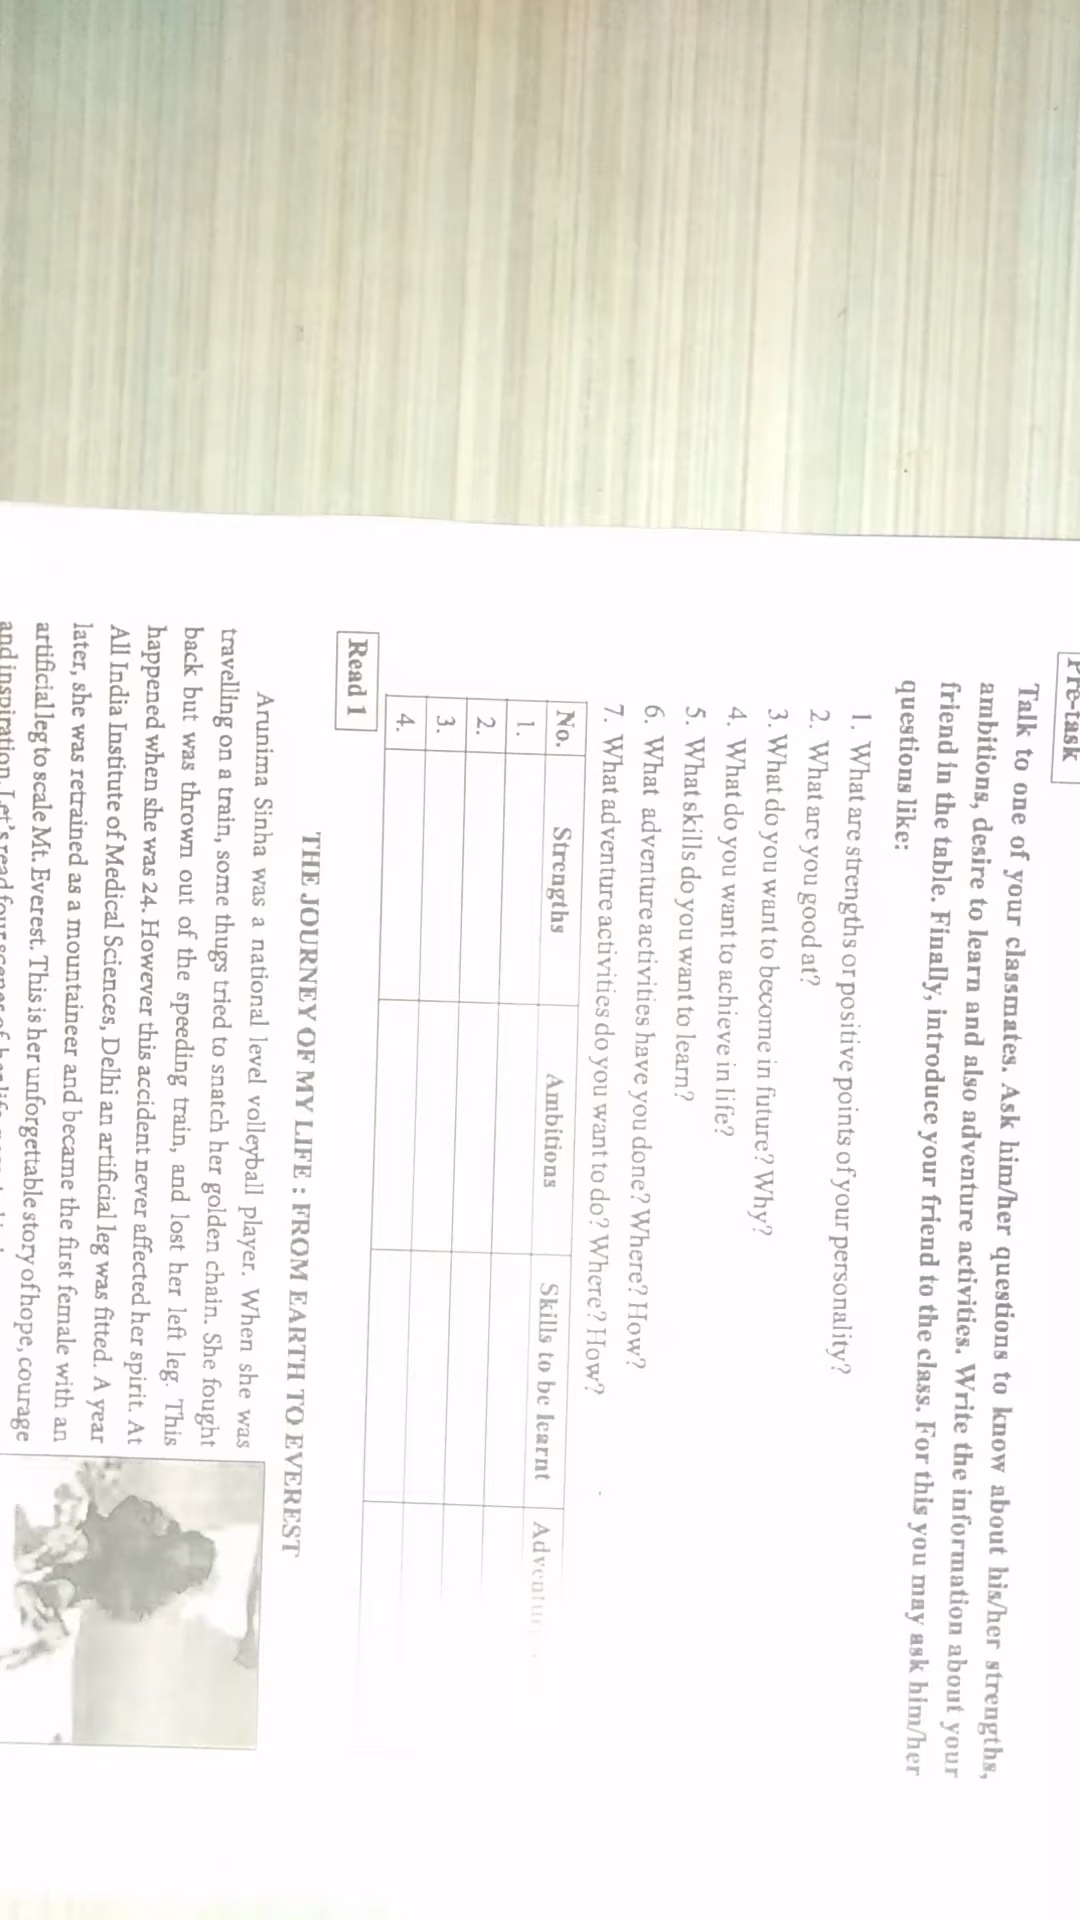 Pre-task
Talk to one of your classmates. Ask him/her questions to know about his/her strengths,
ambitions, desire to learn and also adventure activities. Write the information about your
friend in the table. Finally, introduce your friend to the class. For this you may ask him/her
questions like:
1. What are strengths or positive points of your personality?
2. What are you good at?
3. What do you want to become in future? Why?
4. What do you want to achieve in life?
5. What skills do you want to learn?
6. What adventure activities have you done? Where? How?
7. What adventure activities do you want to do? Where? How?
No. Strengths Ambitions Skills to be learnt Adventure
1.
2.
3.
4.
Read 1
THE JOURNEY OF MY LIFE : FROM EARTH TO EVEREST
Arunima Sinha was a national level volleyball player. When she was
travelling on a train, some thugs tried to snatch her golden chain. She fought
back but was thrown out of the speeding train, and lost her left leg. This
happened when she was 24. However this accident never affected her spirit. At
All India Institute of Medical Sciences, Delhi an artificial leg was fitted. A year
later, she was retrained as a mountaineer and became the first female with an
artificial leg to scale Mt. Everest. This is her unforgettable story of hope, courage
and inspiration. Let's read four scenes of her life